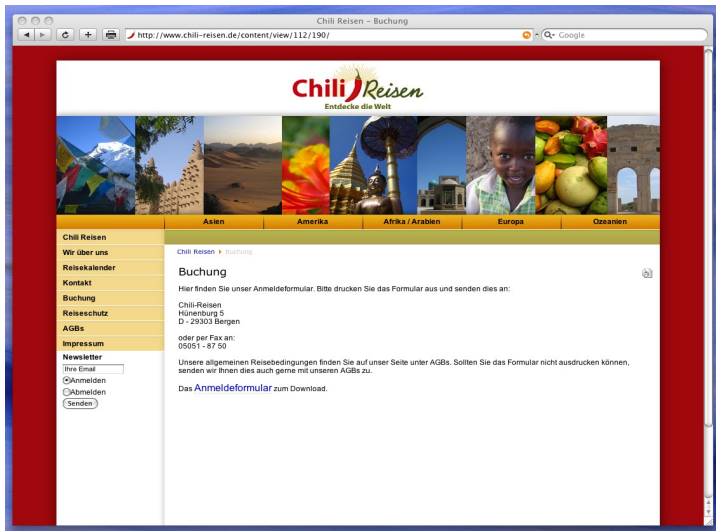 Chili Reisen – Buchung
http://www.chili-reisen.de/content/view/112/190/
Google
Chili Reisen
Entdecke die Welt
Asien
Amerika
Afrika / Arabien
Europa
Ozeanien
Chili Reisen
Wir über uns
Reisekalender
Kontakt
Buchung
Reiseschutz
AGBs
Impressum
Newsletter
Ihre Email
Anmelden
Abmelden
Senden
Chili Reisen Buchung
Buchung
Hier finden Sie unser Anmeldeformular. Bitte drucken Sie das Formular aus und senden dies an:
Chili-Reisen
Hünenburg 5
D - 29303 Bergen
oder per Fax an:
05051 - 87 50
Unsere allgemeinen Reisebedingungen finden Sie auf unser Seite unter AGBs. Sollten Sie das Formular nicht ausdrucken können,
senden wir Ihnen dies auch gerne mit unseren AGBs zu.
Das Anmeldeformular zum Download.